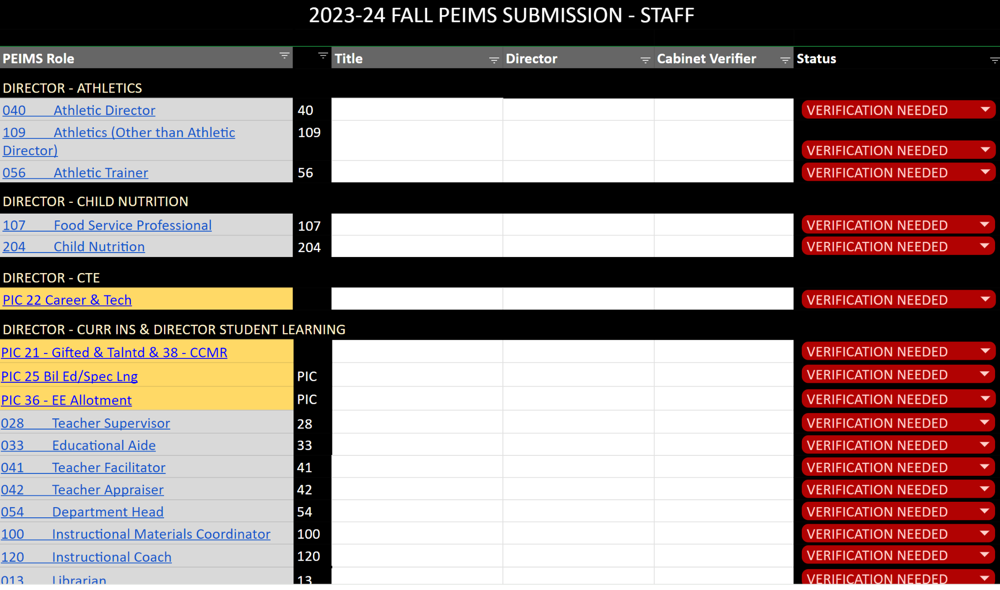 2023-24 FALL PEIMS SUBMISSION - STAFF
PEIMS Role Title Director Cabinet Verifier Status
DIRECTOR - ATHLETICS
040 Athletic Director 40 VERIFICATION NEEDED
109 Athletics (Other than Athletic 109
Director) VERIFICATION NEEDED
056 Athletic Trainer 56 VERIFICATION NEEDED
DIRECTOR - CHILD NUTRITION
107 Food Service Professional 107 VERIFICATION NEEDED
204 Child Nutrition 204 VERIFICATION NEEDED
DIRECTOR - CTE
PIC 22 Career & Tech VERIFICATION NEEDED
DIRECTOR - CURR INS & DIRECTOR STUDENT LEARNING
PIC 21 - Gifted & Talntd & 38 - CCMR VERIFICATION NEEDED
PIC 25 Bil Ed/Spec Lng PIC VERIFICATION NEEDED
PIC 36 - EE Allotment PIC VERIFICATION NEEDED
028 Teacher Supervisor 28 VERIFICATION NEEDED
033 Educational Aide 33 VERIFICATION NEEDED
041 Teacher Facilitator 41 VERIFICATION NEEDED
042 Teacher Appraiser 42 VERIFICATION NEEDED
054 Department Head 54 VERIFICATION NEEDED
100 Instructional Materials Coordinator 100 VERIFICATION NEEDED
120 Instructional Coach 120 VERIFICATION NEEDED
013 Librarian 13 VERIFICATION NEEDED